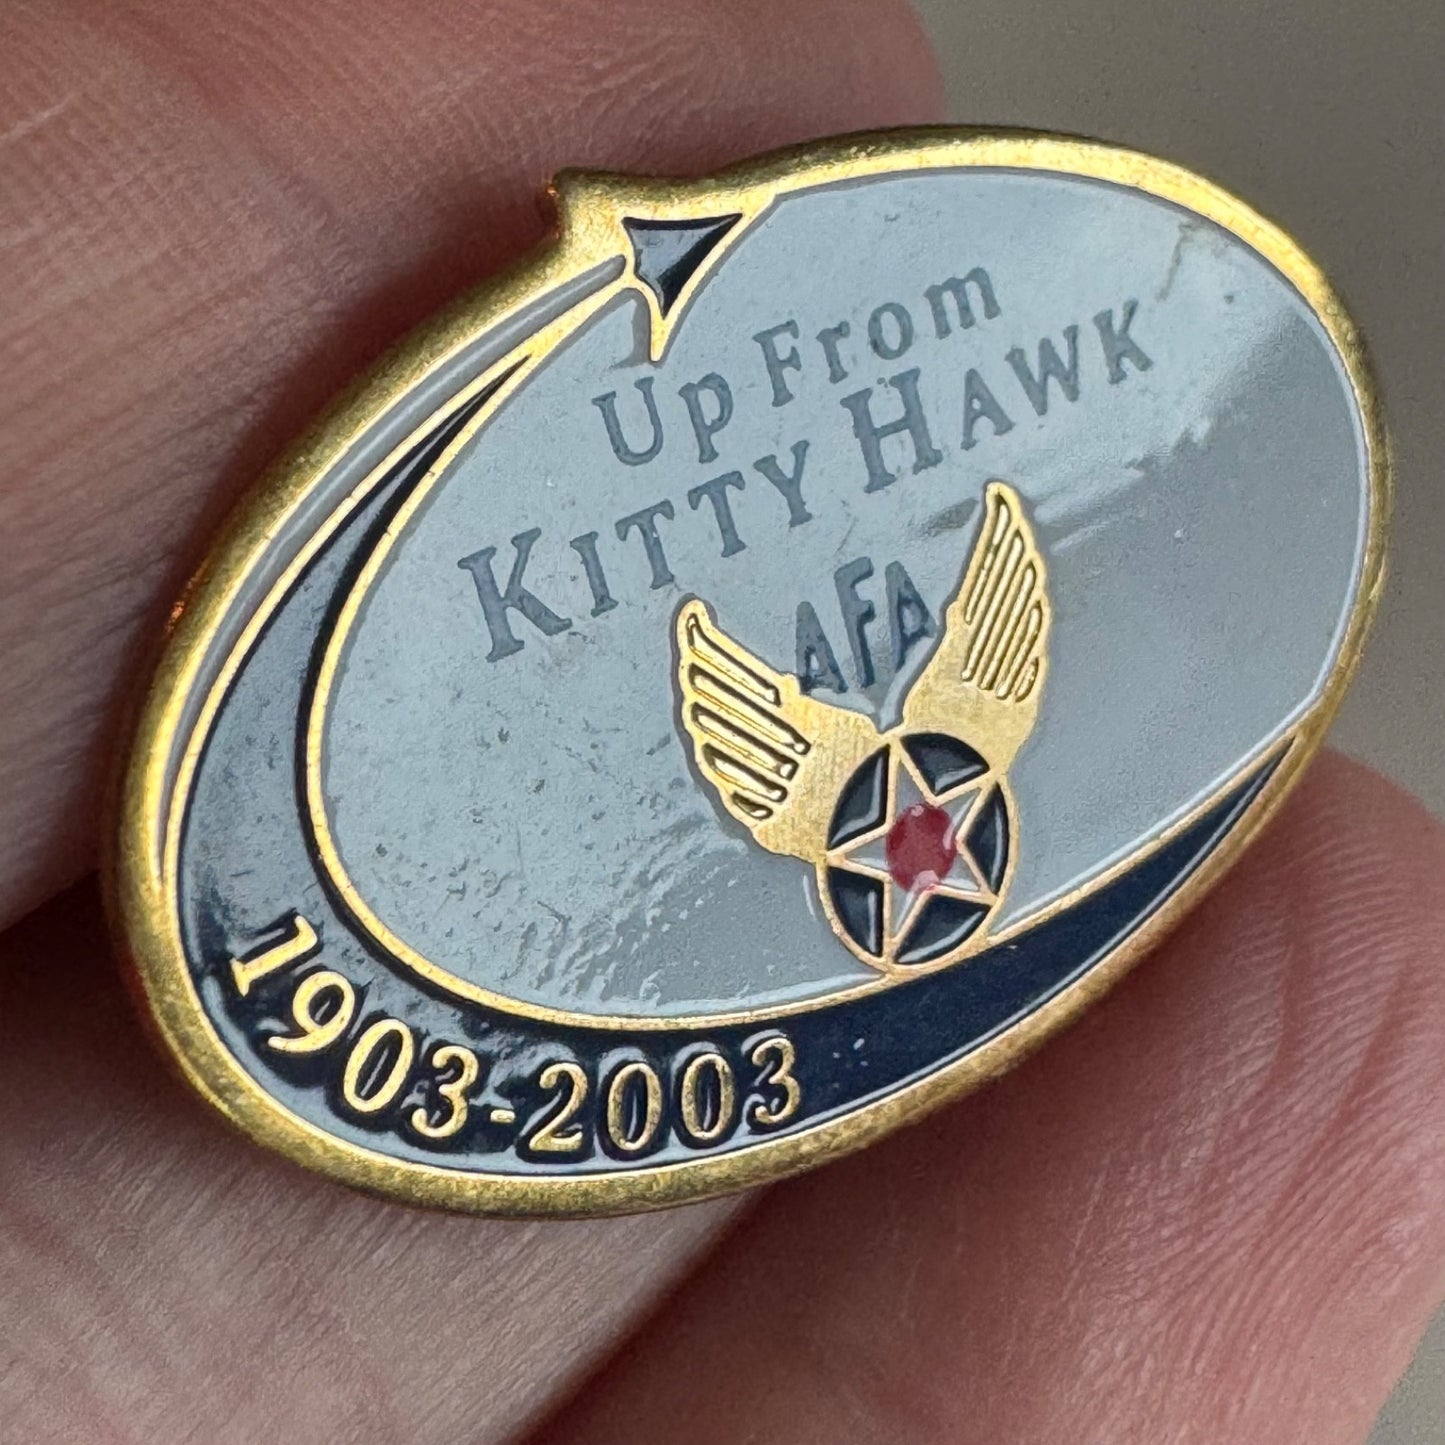 Up From
KITTY HAWK
AFA
1903-2003